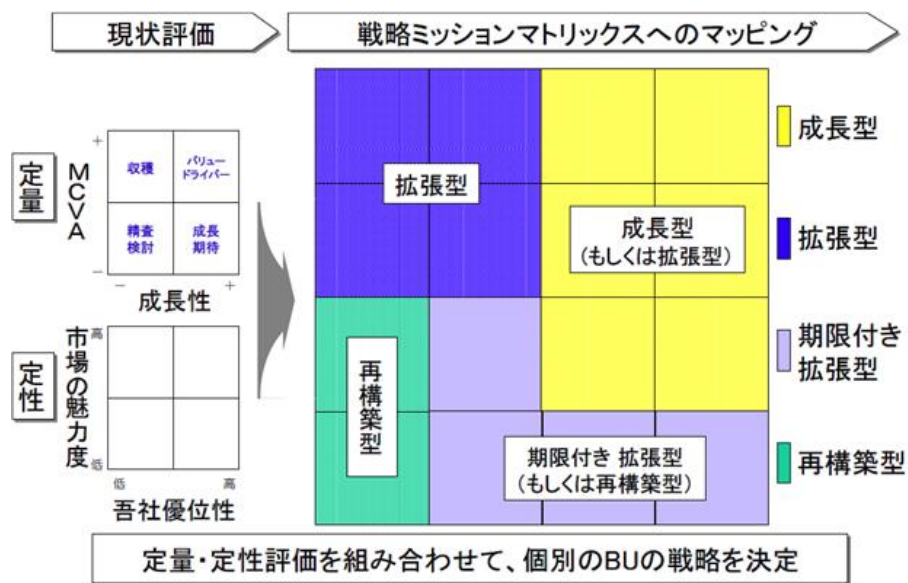 現状評価
戦略ミッションマトリックスへのマッピング
定量
MCVA
+
−
収穫
バリュー
ドライバー
精査
検討
成長
期待
− +
成長性
定性
市場の魅力度
高
低
低 高
吾社優位性
拡張型
成長型
(もしくは拡張型)
再構築型
期限付き 拡張型
(もしくは再構築型)
成長型
拡張型
期限付き
拡張型
再構築型
定量・定性評価を組み合わせて、個別のBUの戦略を決定